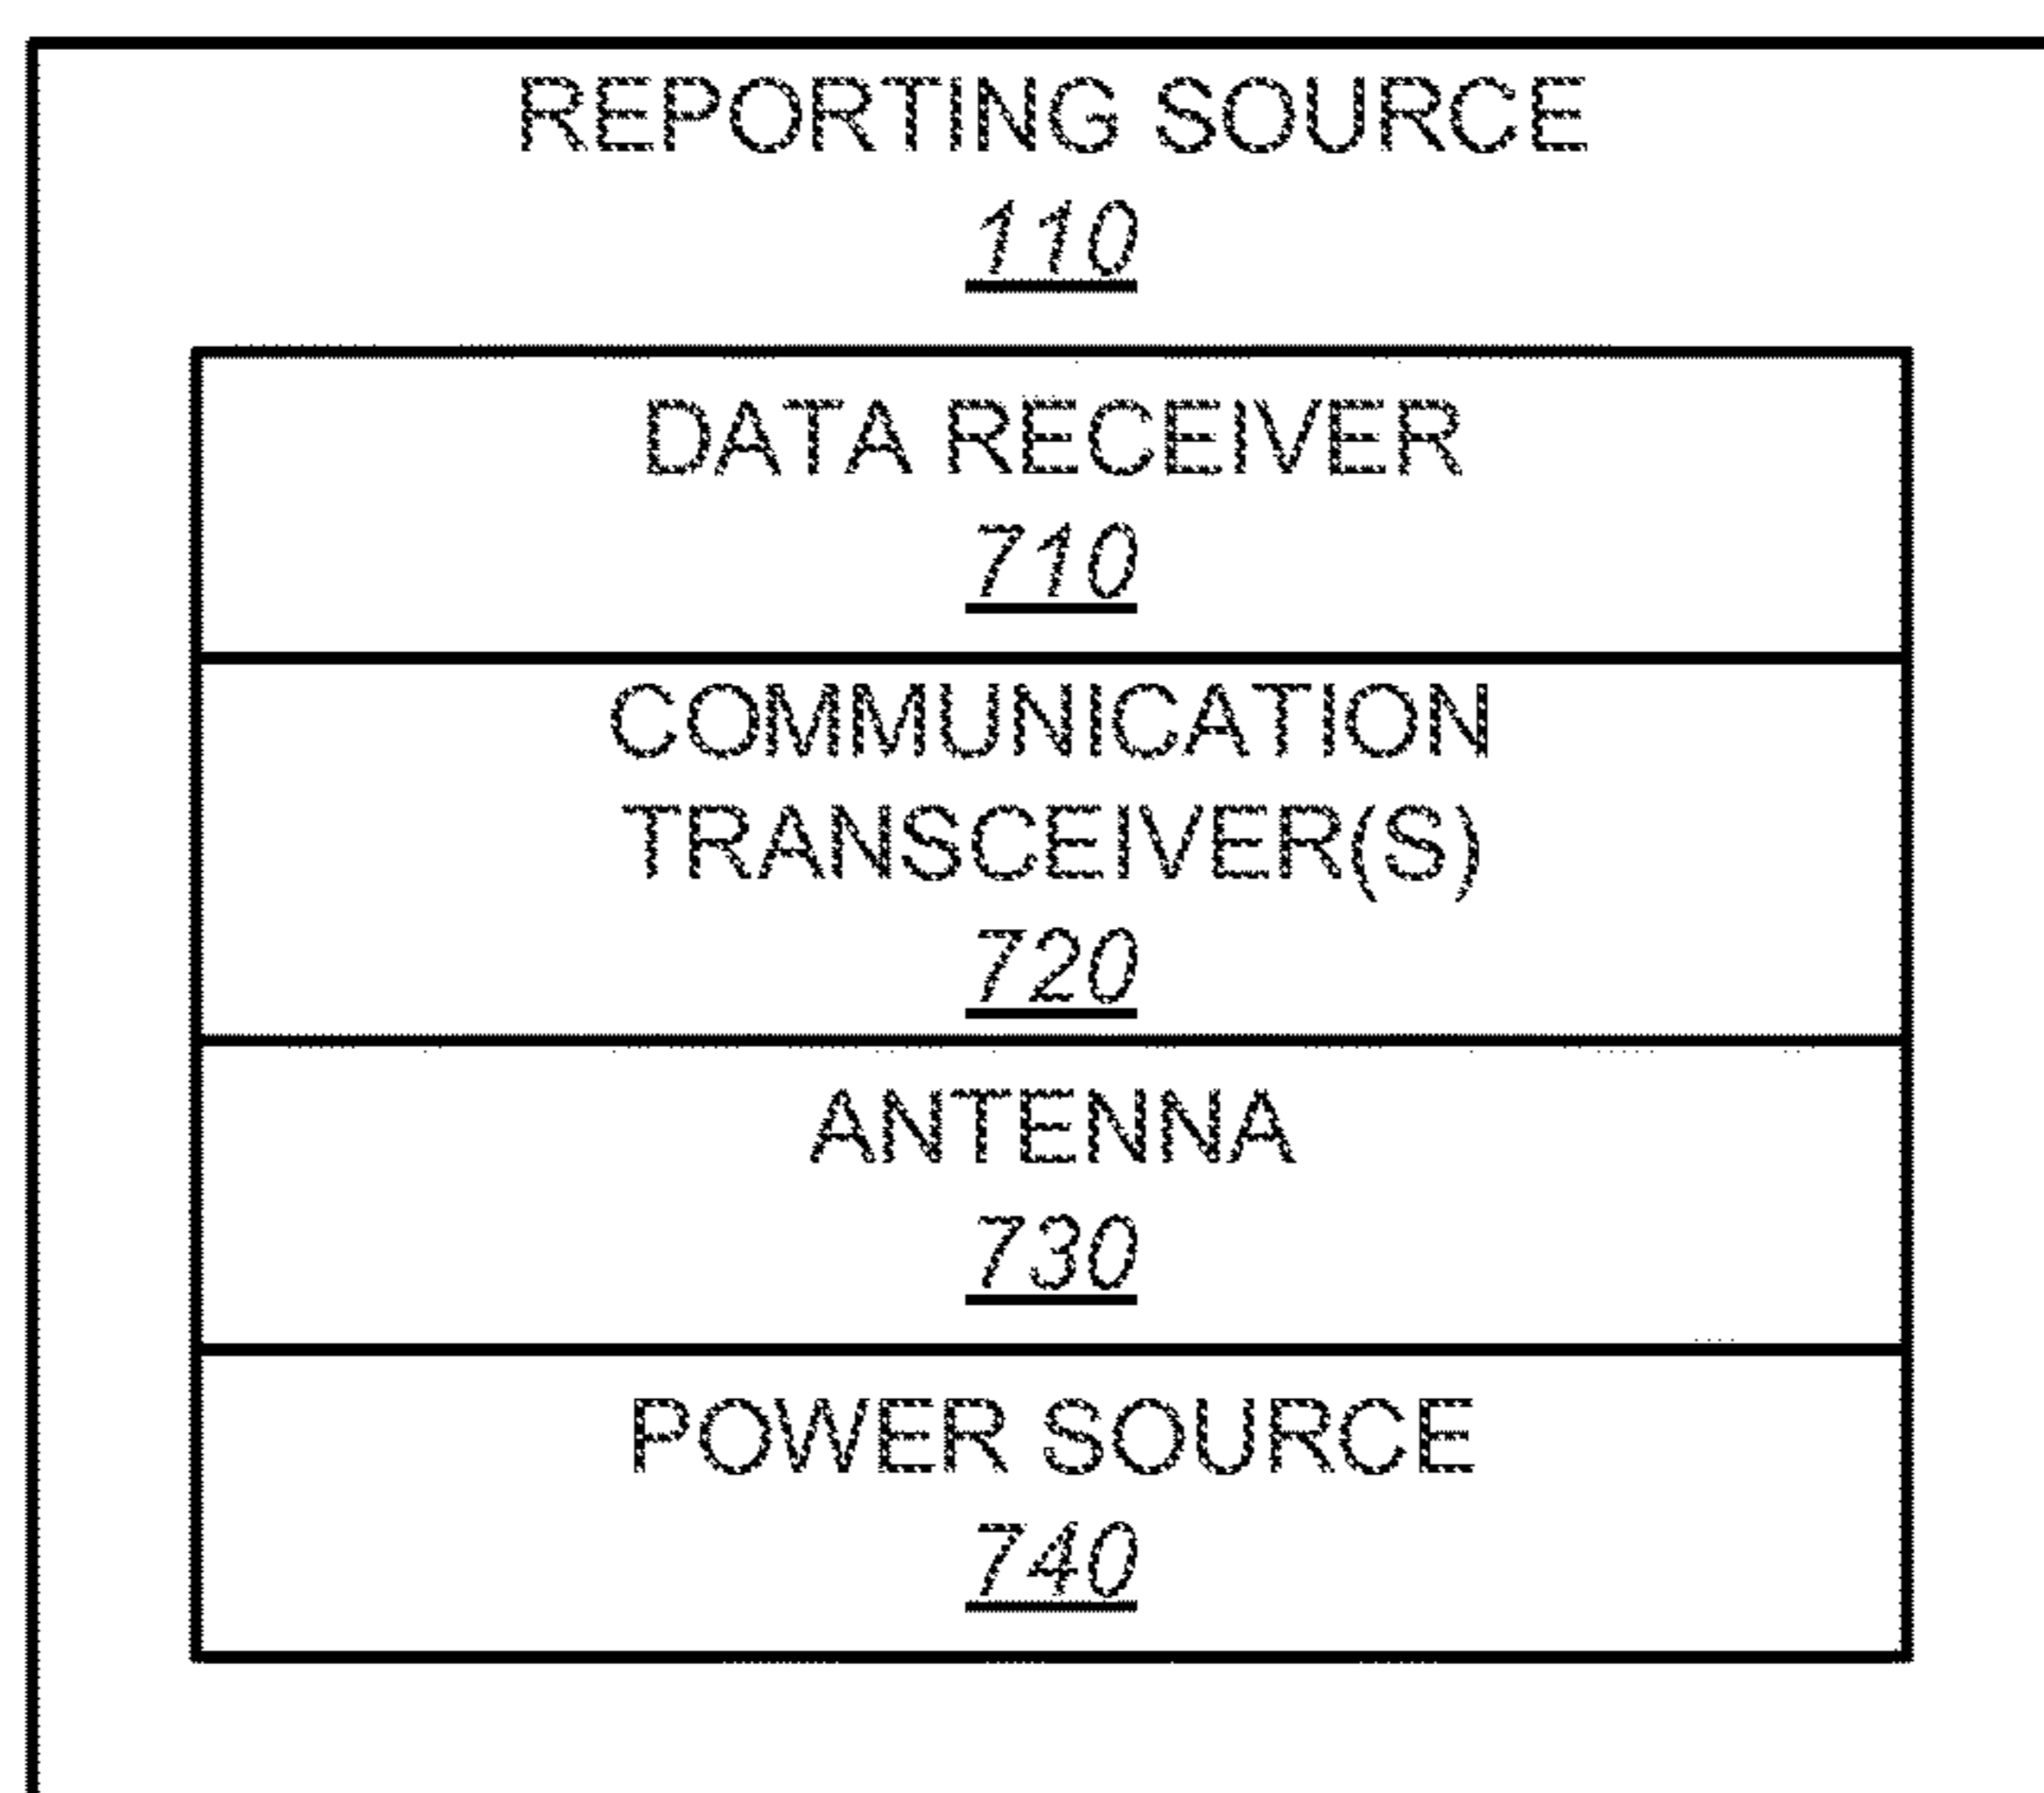 REPORTING SOURCE
110
DATA RECEIVER
710
COMMUNICATION
TRANSCEIVER(S)
720
ANTENNA
730
POWER SOURCE
740